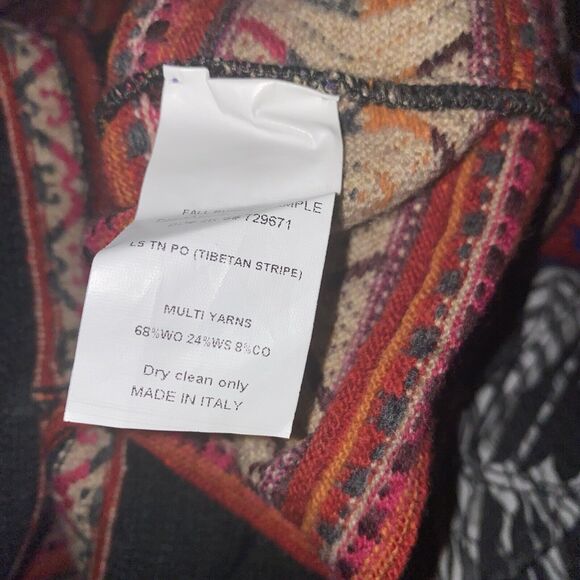 FALL
729671
LS TN PO (TIBETAN STRIPE)
MULTI YARNS
68%WO 24%WS 8%CO
Dry clean only
MADE IN ITALY